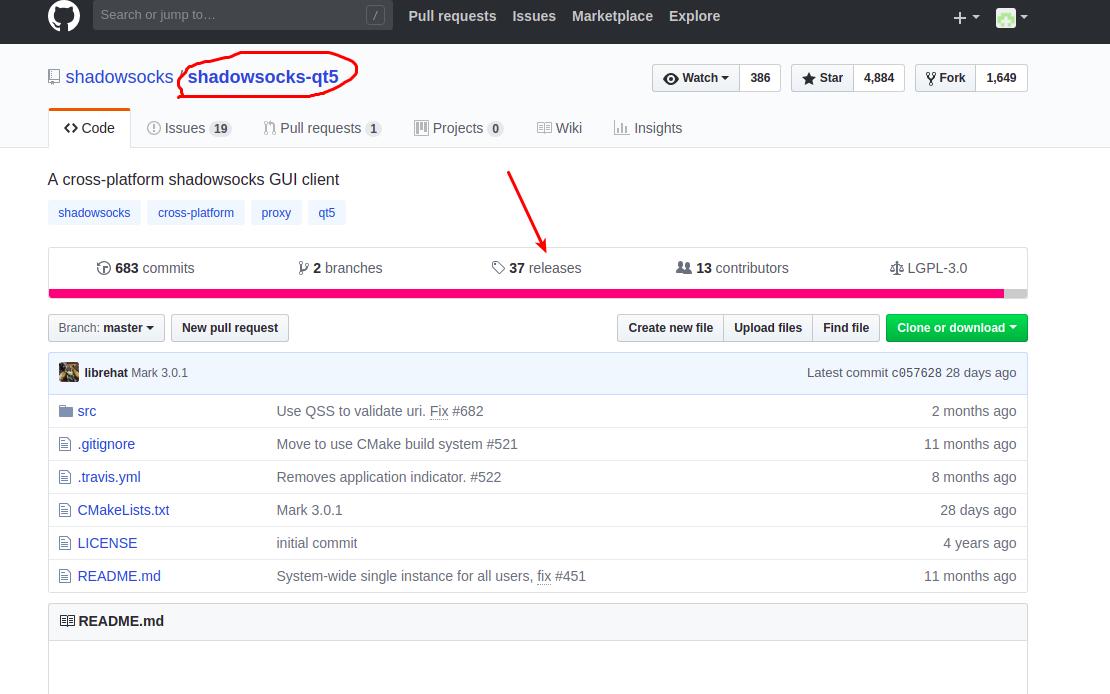 Search or jump to… / Pull requests Issues Marketplace Explore
shadowsocks / shadowsocks-qt5 Watch 386 Star 4,884 Fork 1,649
Code Issues 19 Pull requests 1 Projects 0 Wiki Insights
A cross-platform shadowsocks GUI client
shadowsocks cross-platform proxy qt5
683 commits 2 branches 37 releases 13 contributors LGPL-3.0
Branch: master New pull request Create new file Upload files Find file Clone or download
librehat Mark 3.0.1 Latest commit c057628 28 days ago
src Use QSS to validate uri. Fix #682 2 months ago
.gitignore Move to use CMake build system #521 11 months ago
.travis.yml Removes application indicator. #522 8 months ago
CMakeLists.txt Mark 3.0.1 28 days ago
LICENSE initial commit 4 years ago
README.md System-wide single instance for all users, fix #451 11 months ago
README.md